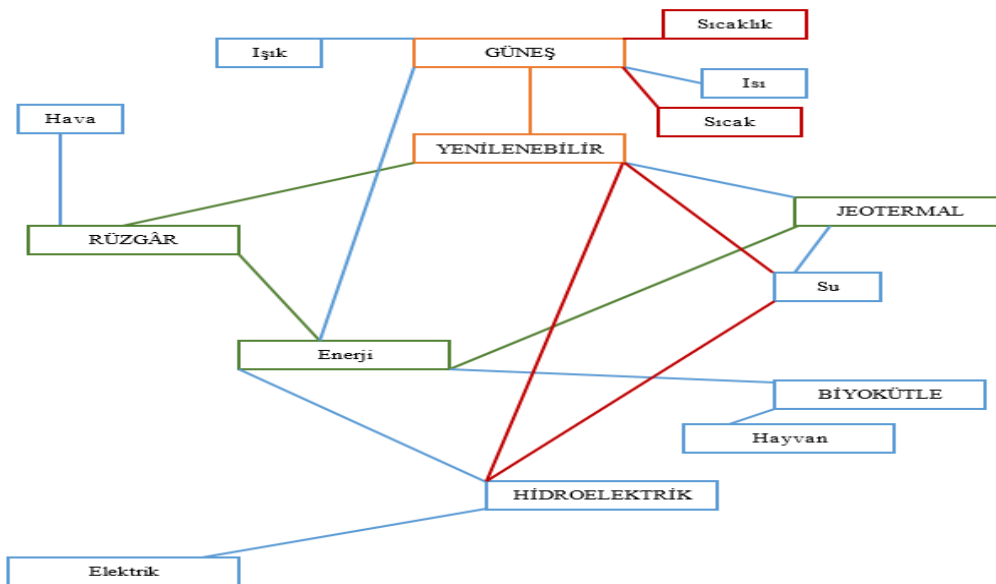 Sıcaklık
Işık
GÜNEŞ
Isı
Hava
Sıcak
YENİLENEBİLİR
JEOTERMAL
RÜZGÂR
Su
Enerji
BİYOKÜTLE
Hayvan
HİDROELEKTRİK
Elektrik